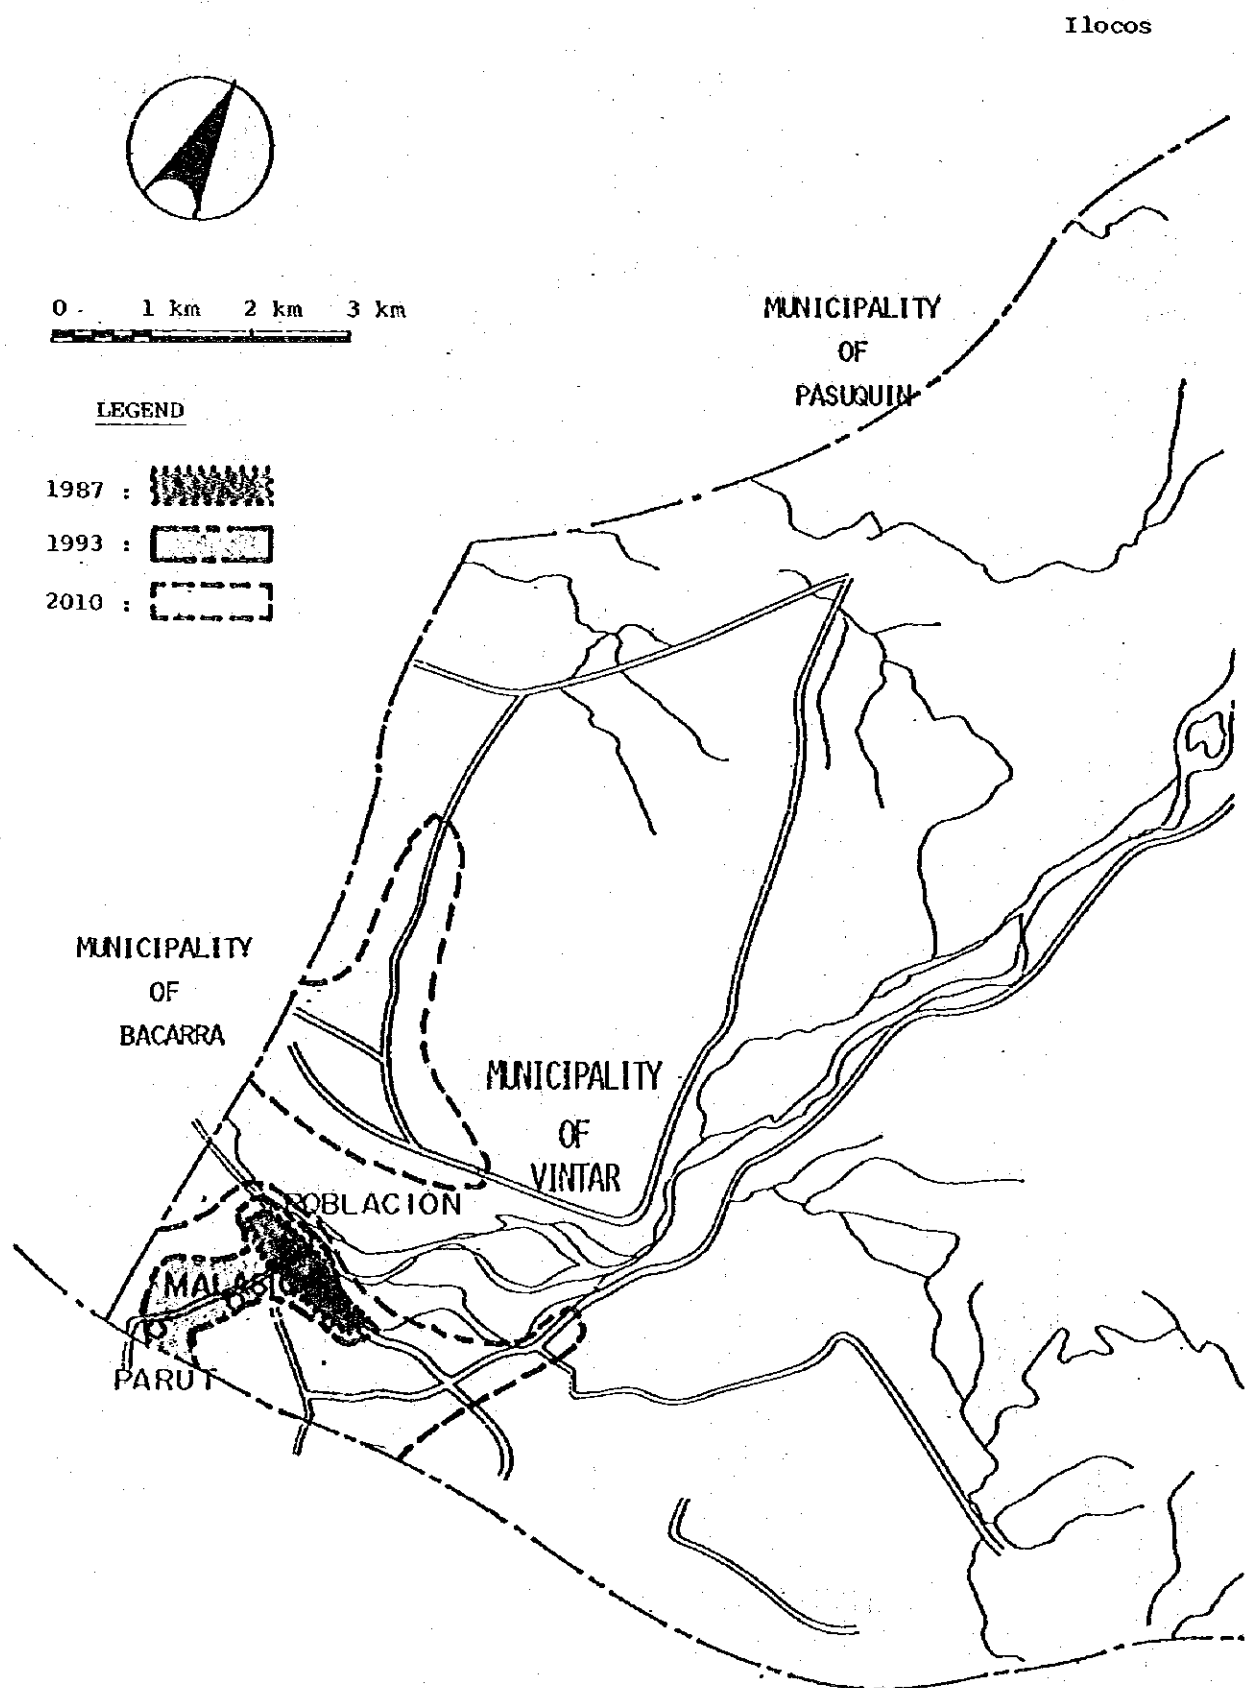 Ilocos
0 1 km 2 km 3 km
LEGEND
1987 :
1993 :
2010 :
MUNICIPALITY
OF
PASUQUIN
MUNICIPALITY
OF
BACARRA
MUNICIPALITY
OF
VINTAR
POBLACION
PARUT